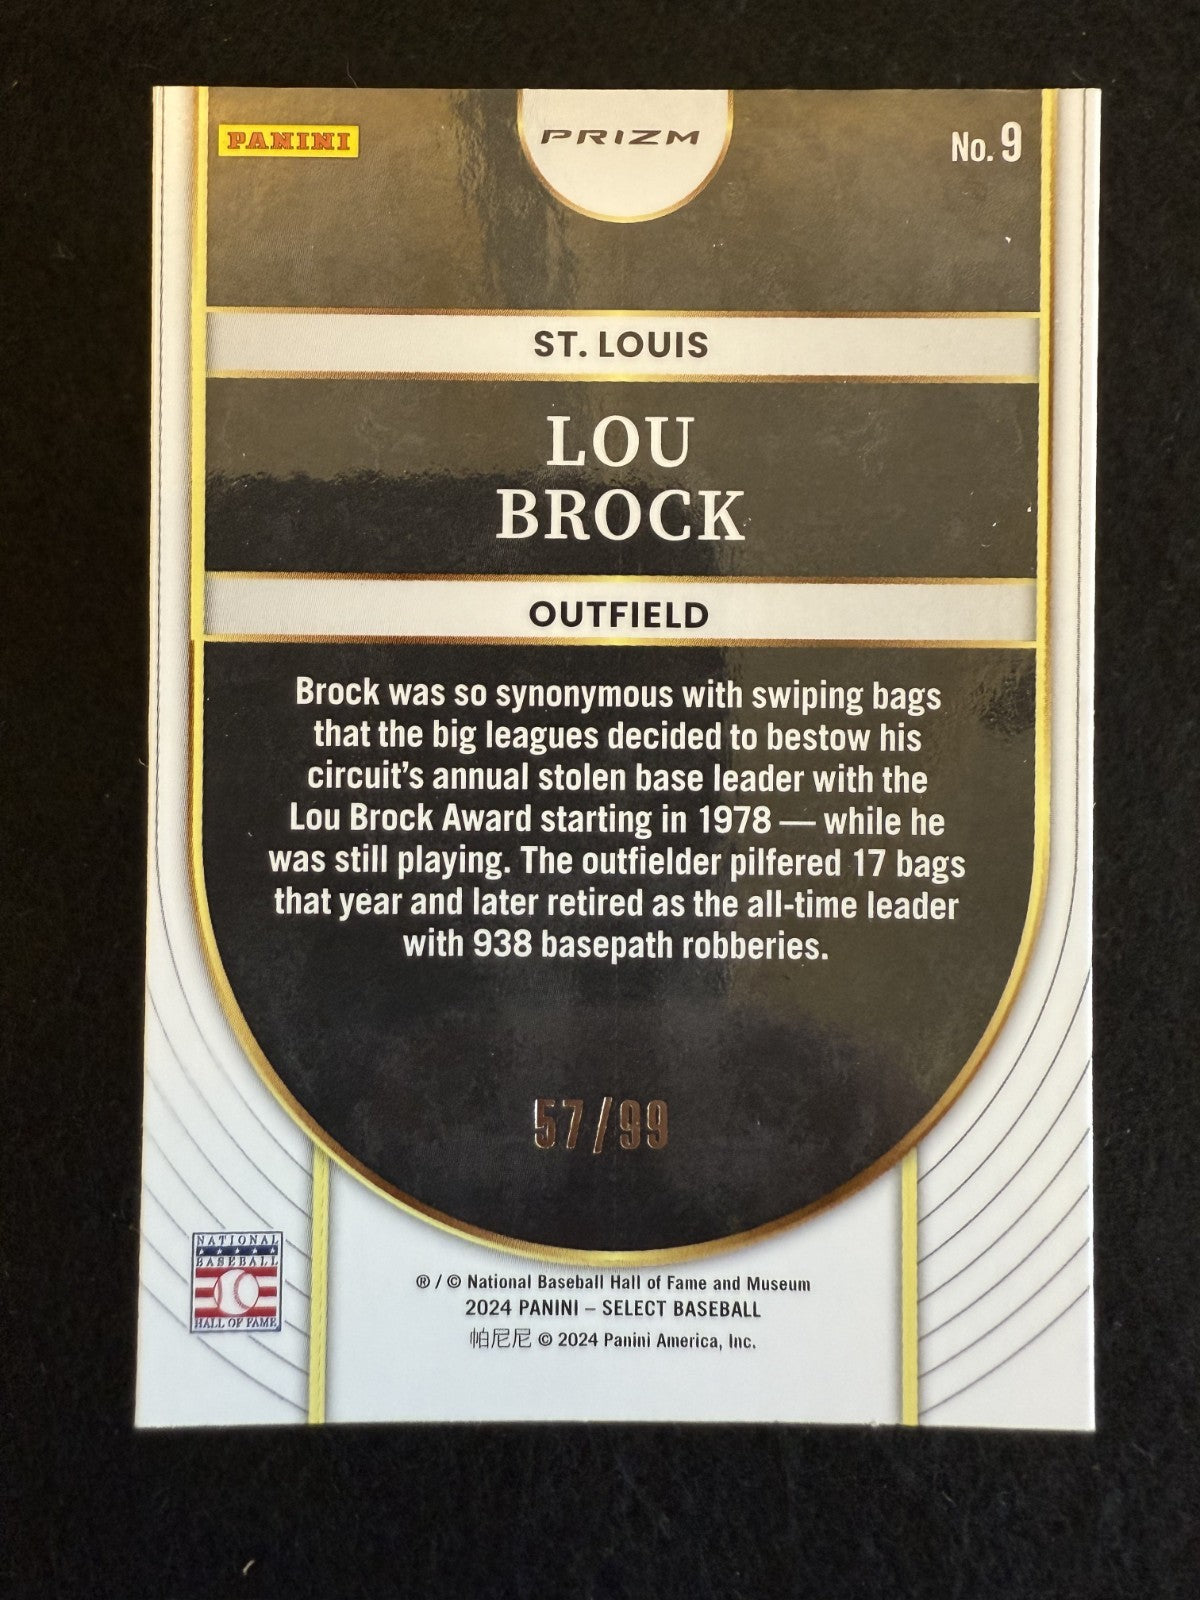 PANINI
PRIZM
No. 9
ST. LOUIS
LOU
BROCK
OUTFIELD
Brock was so synonymous with swiping bags
that the big leagues decided to bestow his
circuit's annual stolen base leader with the
Lou Brock Award starting in 1978 — while he
was still playing. The outfielder pilfered 17 bags
that year and later retired as the all-time leader
with 938 basepath robberies.
57/99
NATIONAL
BASEBALL
HALL OF FAME
® / © National Baseball Hall of Fame and Museum
2024 PANINI – SELECT BASEBALL
帕尼尼 © 2024 Panini America, Inc.